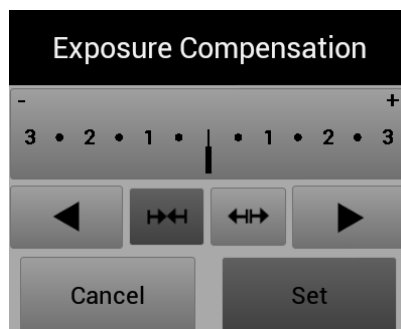 Exposure Compensation
- +
3 • 2 • 1 • | • 1 • 2 • 3
Cancel Set